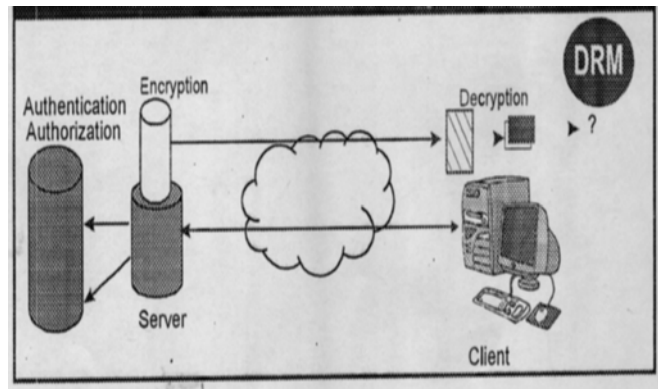 DRM
Encryption
Authentication
Authorization
Decryption
?
Server
Client